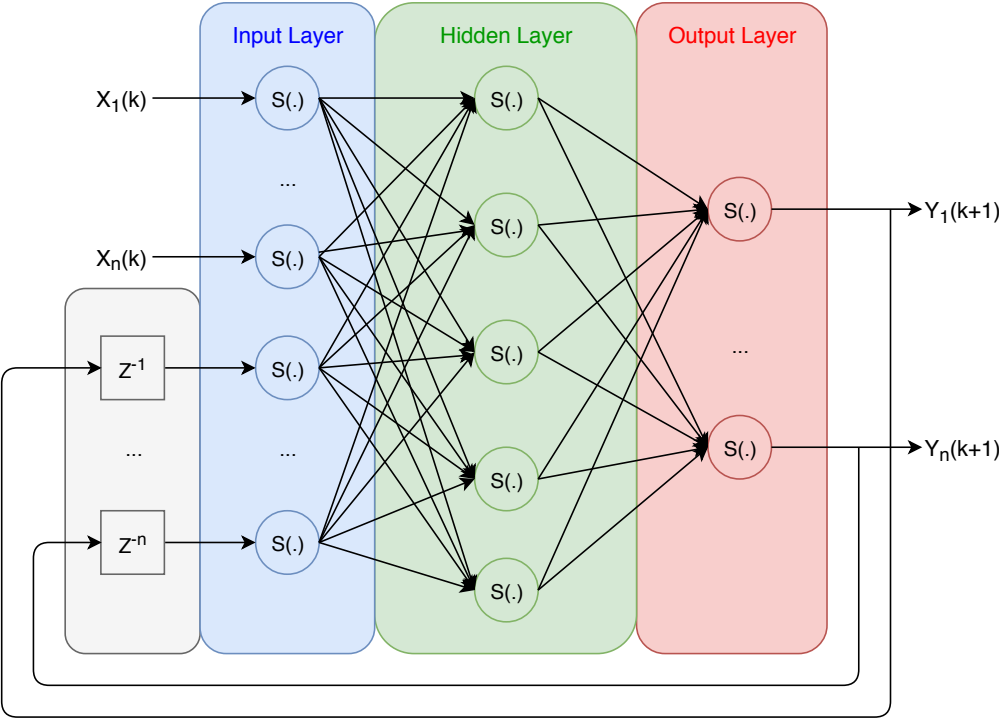 Input Layer
Hidden Layer
Output Layer
X₁(k)
S(.)
S(.)
...
S(.)
S(.)
Y₁(k+1)
Xₙ(k)
S(.)
Z⁻¹
S(.)
S(.)
...
...
...
S(.)
Yₙ(k+1)
S(.)
Z⁻ⁿ
S(.)
S(.)